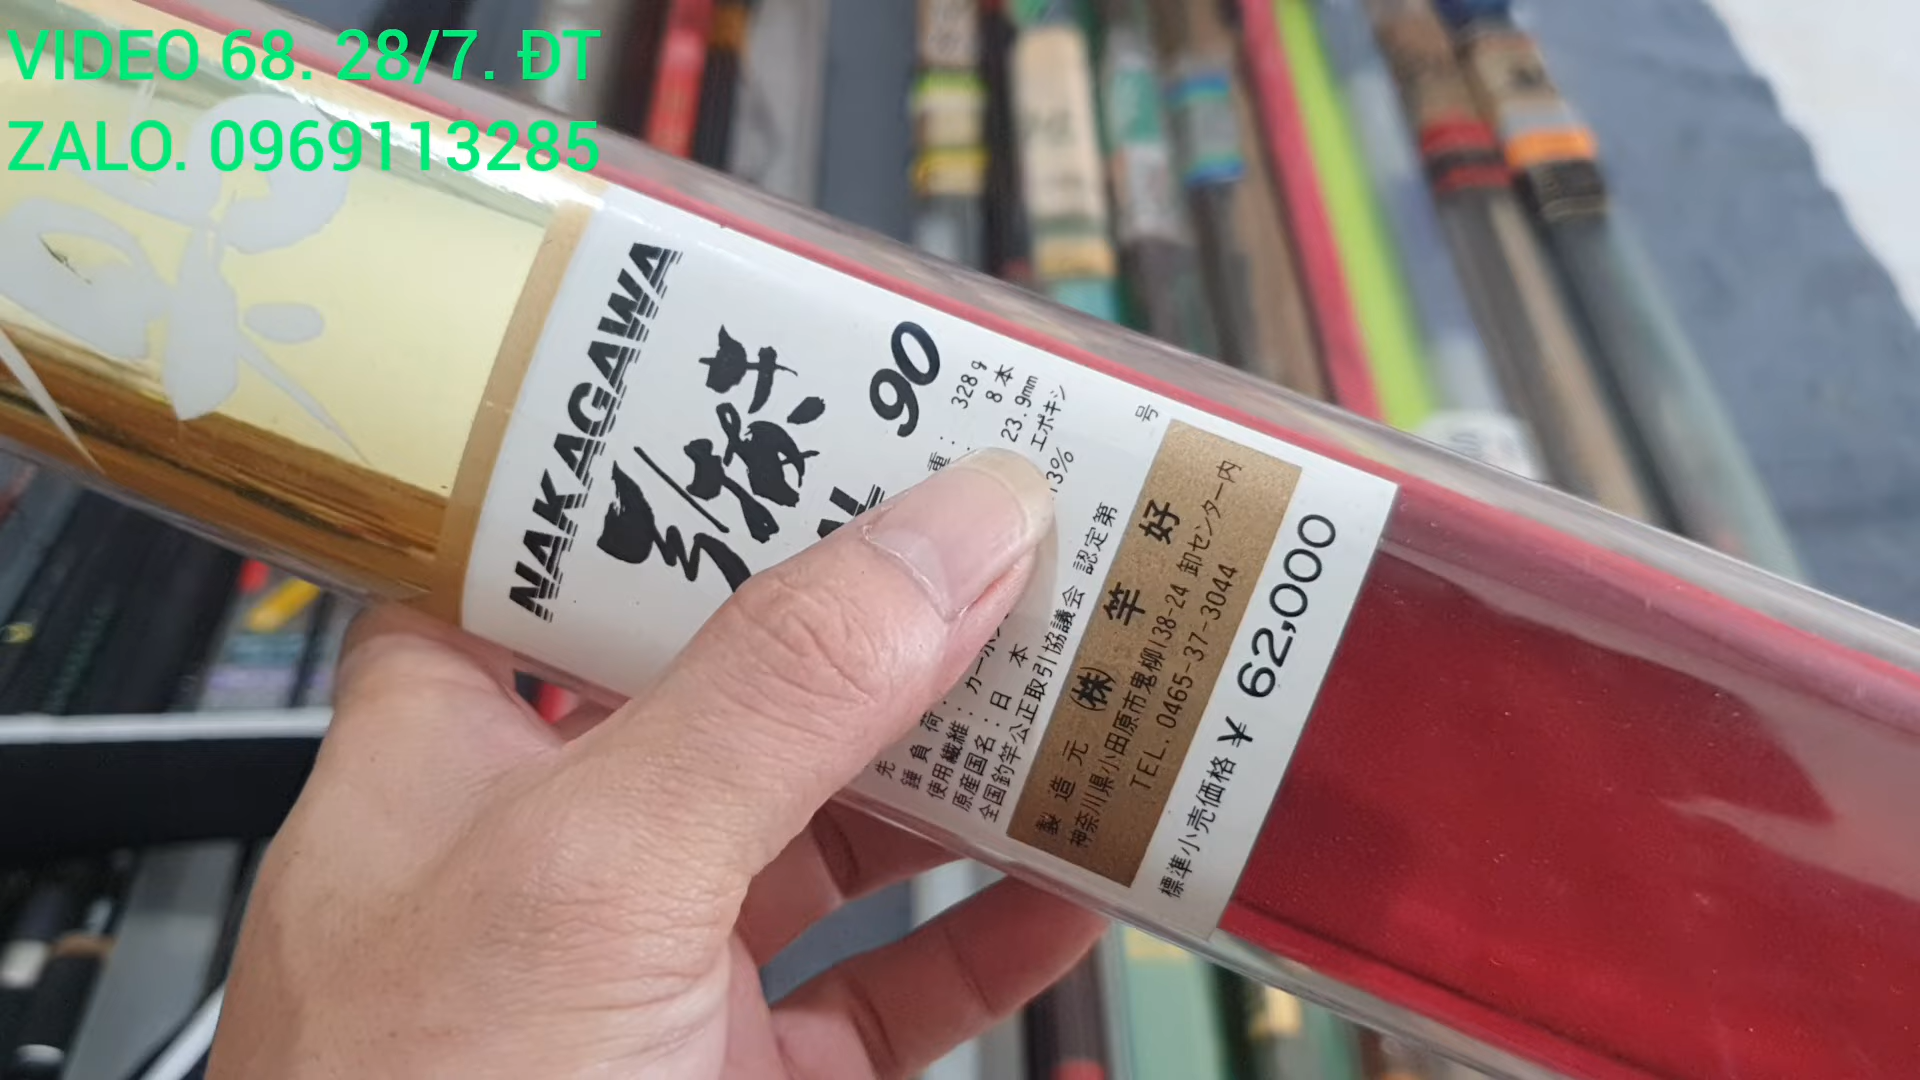 VIDEO 68. 28/7. ĐT
ZALO. 0969113285
NAKAGAWA
90
重: 328g
8本
23.9mm
エポキシ
13%
先
錘負荷:
使用繊維:カーボン
原産国名:日本
全国釣竿公正取引協議会 認定第 号
製造元 (株)竿好
神奈川県小田原市鬼柳138-24 卸センター内
TEL. 0465-37-3044
標準小売価格¥ 62,000